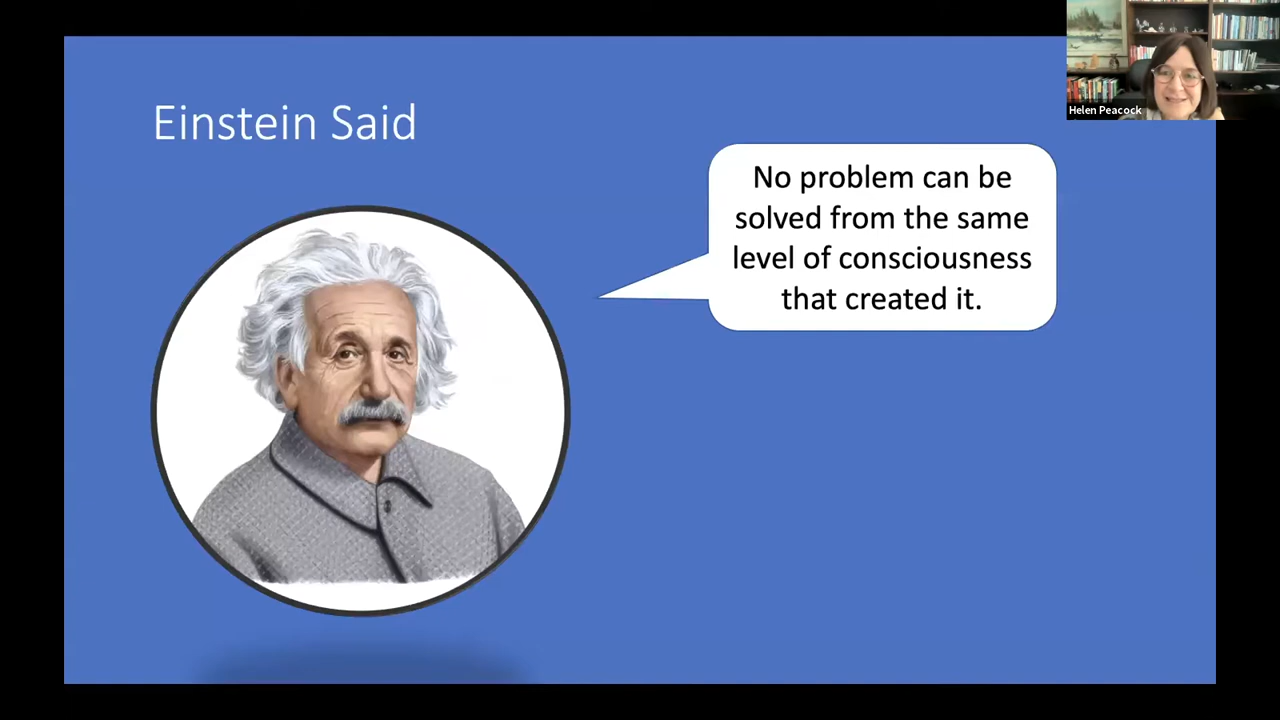 Helen Peacock
Einstein Said
No problem can be
solved from the same
level of consciousness
that created it.